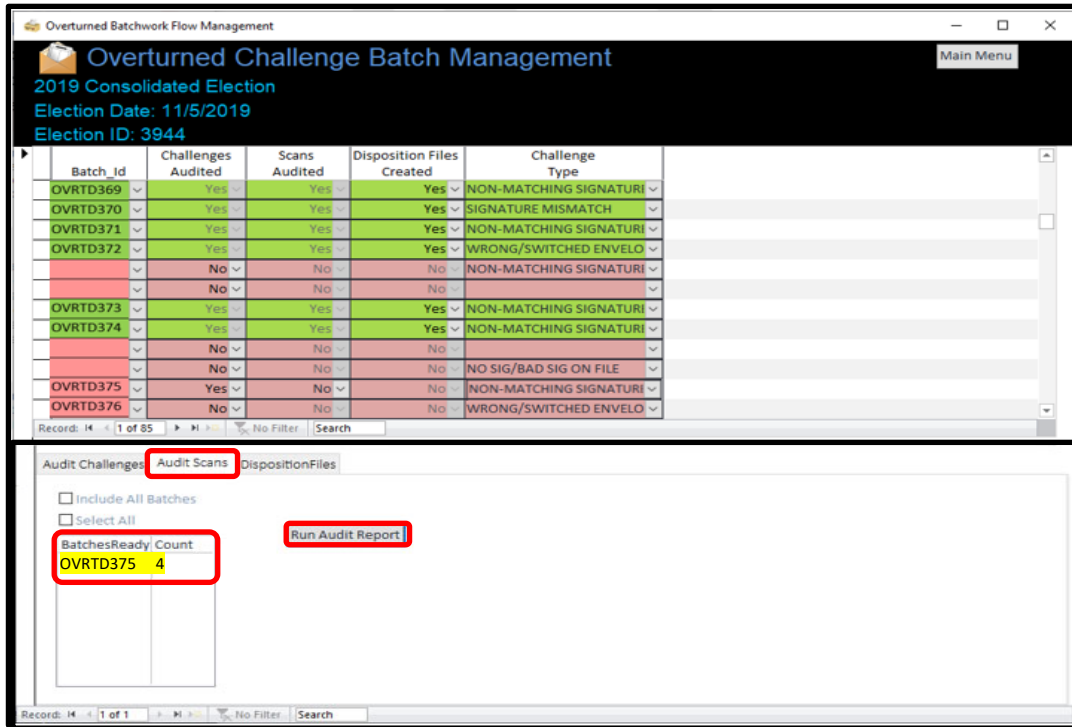 Overturned Batchwork Flow Management
Overturned Challenge Batch Management
Main Menu
2019 Consolidated Election
Election Date: 11/5/2019
Election ID: 3944
Batch_Id Challenges Audited Scans Audited Disposition Files Created Challenge Type
OVRTD369 Yes Yes Yes NON-MATCHING SIGNATURI
OVRTD370 Yes Yes Yes SIGNATURE MISMATCH
OVRTD371 Yes Yes Yes NON-MATCHING SIGNATURI
OVRTD372 Yes Yes Yes WRONG/SWITCHED ENVELO
No No No NON-MATCHING SIGNATURI
No No No
OVRTD373 Yes Yes Yes NON-MATCHING SIGNATURI
OVRTD374 Yes Yes Yes NON-MATCHING SIGNATURI
No No No
No No No NO SIG/BAD SIG ON FILE
OVRTD375 Yes No No NON-MATCHING SIGNATURI
OVRTD376 No No No WRONG/SWITCHED ENVELO
Record: 1 of 85 No Filter Search
Audit Challenges Audit Scans DispositionFiles
Include All Batches
Select All
Run Audit Report
BatchesReady Count
OVRTD375 4
Record: 1 of 1 No Filter Search